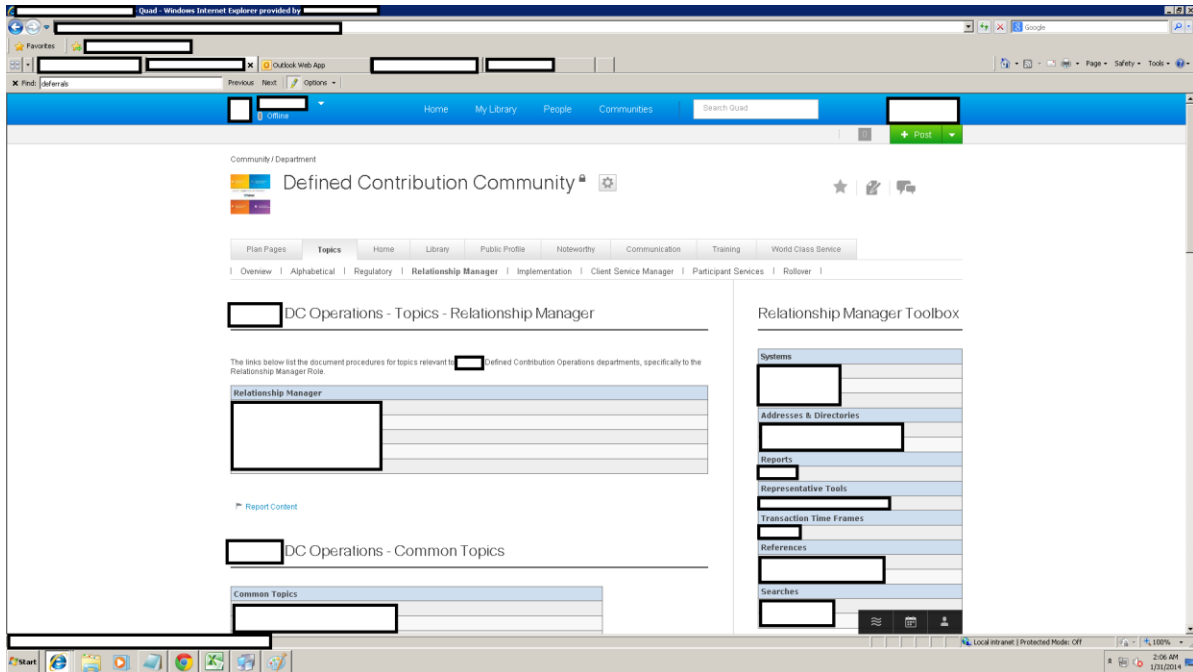 Quad - Windows Internet Explorer provided by
Google
Favorites
Outlook Web App
Page Safety Tools
Find: deferrals Previous Next Options
Offline
Home My Library People Communities Search Quad
0 + Post
Community / Department
Defined Contribution Community
Plan Pages Topics Home Library Public Profile Noteworthy Communication Training World Class Service
| Overview | Alphabetical | Regulatory | Relationship Manager | Implementation | Client Service Manager | Participant Services | Rollover |
DC Operations - Topics - Relationship Manager
Relationship Manager Toolbox
The links below list the document procedures for topics relevant to Defined Contribution Operations departments, specifically to the
Relationship Manager Role.
Relationship Manager
Systems
Addresses & Directories
Reports
Representative Tools
Transaction Time Frames
References
Searches
Report Content
DC Operations - Common Topics
Common Topics
Local intranet | Protected Mode: Off 100%
Start
2:06 AM
1/31/2014